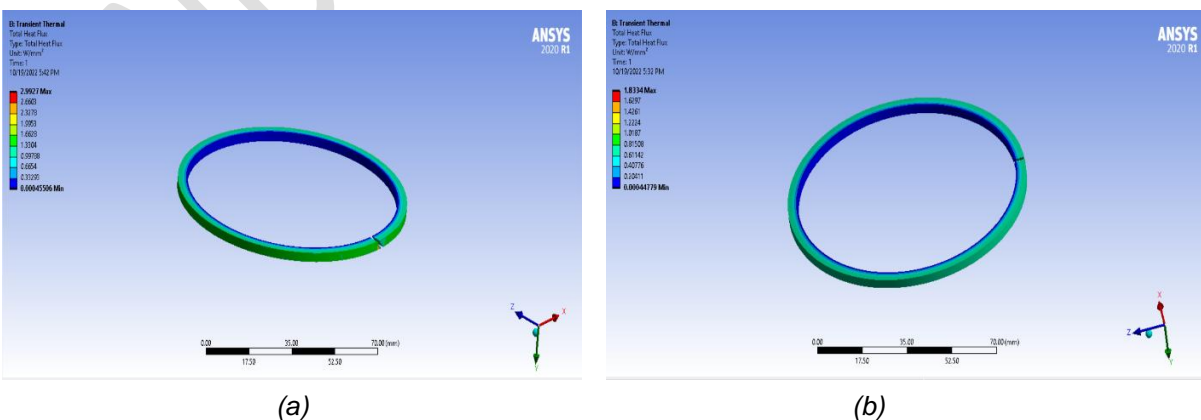 B: Transient Thermal
Total Heat Flux
Type: Total Heat Flux
Unit: W/mm²
Time: 1
10/19/2022 5:42 PM
2.9927 Max
2.6603
2.3278
1.9953
1.6628
1.3304
0.99788
0.6654
0.33293
0.00045506 Min
ANSYS
2020 R1
Z
X
Y
0.00
35.00
70.00 (mm)
17.50
52.50
(a)
B: Transient Thermal
Total Heat Flux
Type: Total Heat Flux
Unit: W/mm²
Time: 1
10/19/2022 5:32 PM
1.8334 Max
1.6297
1.4261
1.2224
1.0187
0.81508
0.61142
0.40776
0.20411
0.00044779 Min
ANSYS
2020 R1
X
Z
Y
0.00
35.00
70.00 (mm)
17.50
52.50
(b)